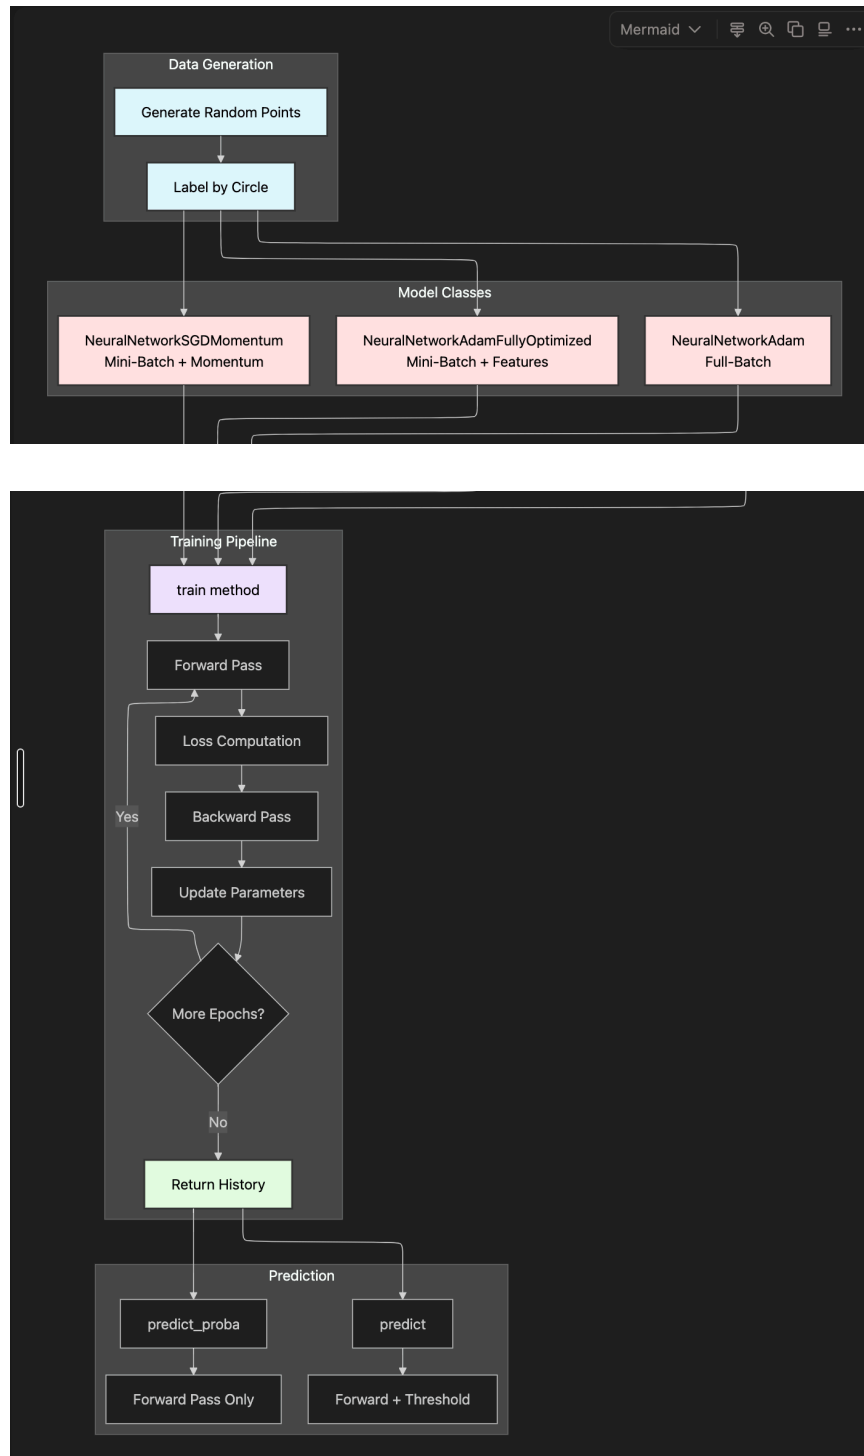 Mermaid
Data Generation
Generate Random Points
Label by Circle
Model Classes
NeuralNetworkSGDMomentum
Mini-Batch + Momentum
NeuralNetworkAdamFullyOptimized
Mini-Batch + Features
NeuralNetworkAdam
Full-Batch
Training Pipeline
train method
Forward Pass
Loss Computation
Backward Pass
Yes
Update Parameters
More Epochs?
No
Return History
Prediction
predict_proba
predict
Forward Pass Only
Forward + Threshold